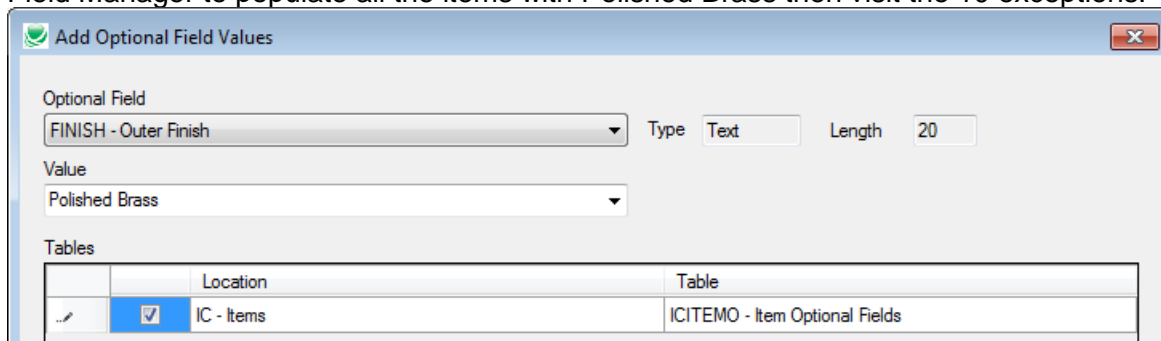 Field Manager to populate all the items with Polished Brass then visit the 10 exceptions.
Add Optional Field Values
Optional Field
FINISH - Outer Finish Type Text Length 20
Value
Polished Brass
Tables
Location Table
IC - Items ICITEMO - Item Optional Fields